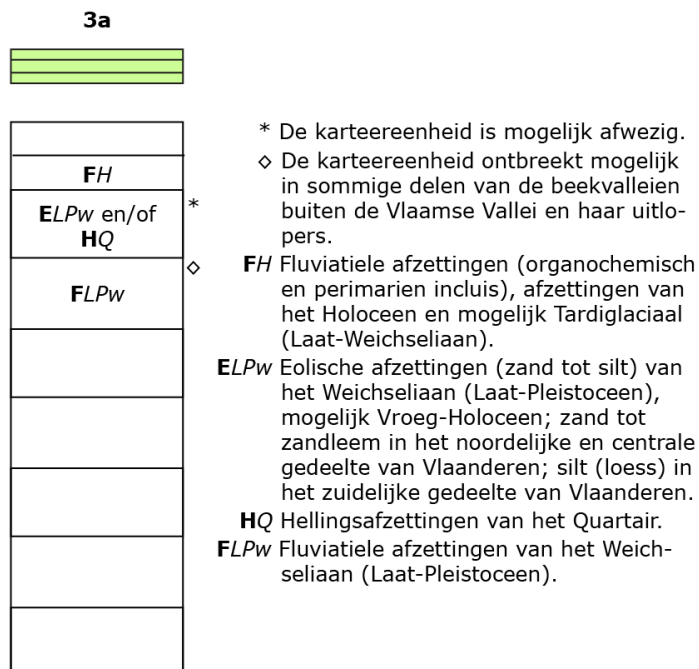 3a
FH
ELPw en/of
HQ
*
◇
FLPw
* De karteereenheid is mogelijk afwezig.
◇ De karteereenheid ontbreekt mogelijk
in sommige delen van de beekvalleien
buiten de Vlaamse Vallei en haar uitlo-
pers.
FH Fluviatiele afzettingen (organochemisch
en perimarien incluis), afzettingen van
het Holoceen en mogelijk Tardiglaciaal
(Laat-Weichseliaan).
ELPw Eolische afzettingen (zand tot silt) van
het Weichseliaan (Laat-Pleistoceen),
mogelijk Vroeg-Holoceen; zand tot
zandleem in het noordelijke en centrale
gedeelte van Vlaanderen; silt (loess) in
het zuidelijke gedeelte van Vlaanderen.
HQ Hellingsafzettingen van het Quartair.
FLPw Fluviatiele afzettingen van het Weich-
seliaan (Laat-Pleistoceen).